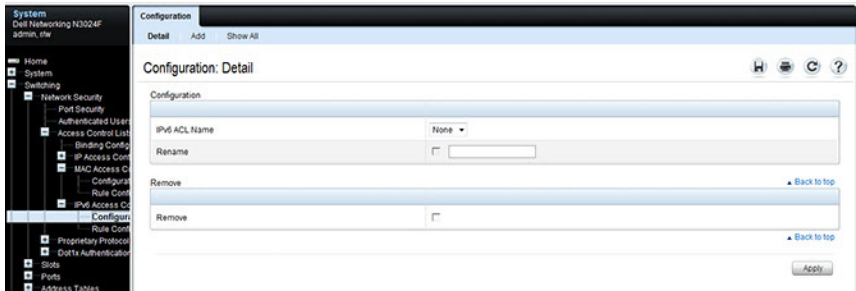 System
Dell Networking N3024F
admin, r/w
Home
System
Switching
Network Security
Port Security
Authenticated Users
Access Control Lists
Binding Config
IP Access Cont
MAC Access Co
Configurat
Rule Conf
IPv6 Access Co
Configura
Rule Conf
Proprietary Protocol
Dot1x Authentication
Slots
Ports
Address Tables
Configuration
Detail Add Show All
Configuration: Detail
Configuration
IPv6 ACL Name None
Rename
Remove Back to top
Remove
Back to top
Apply